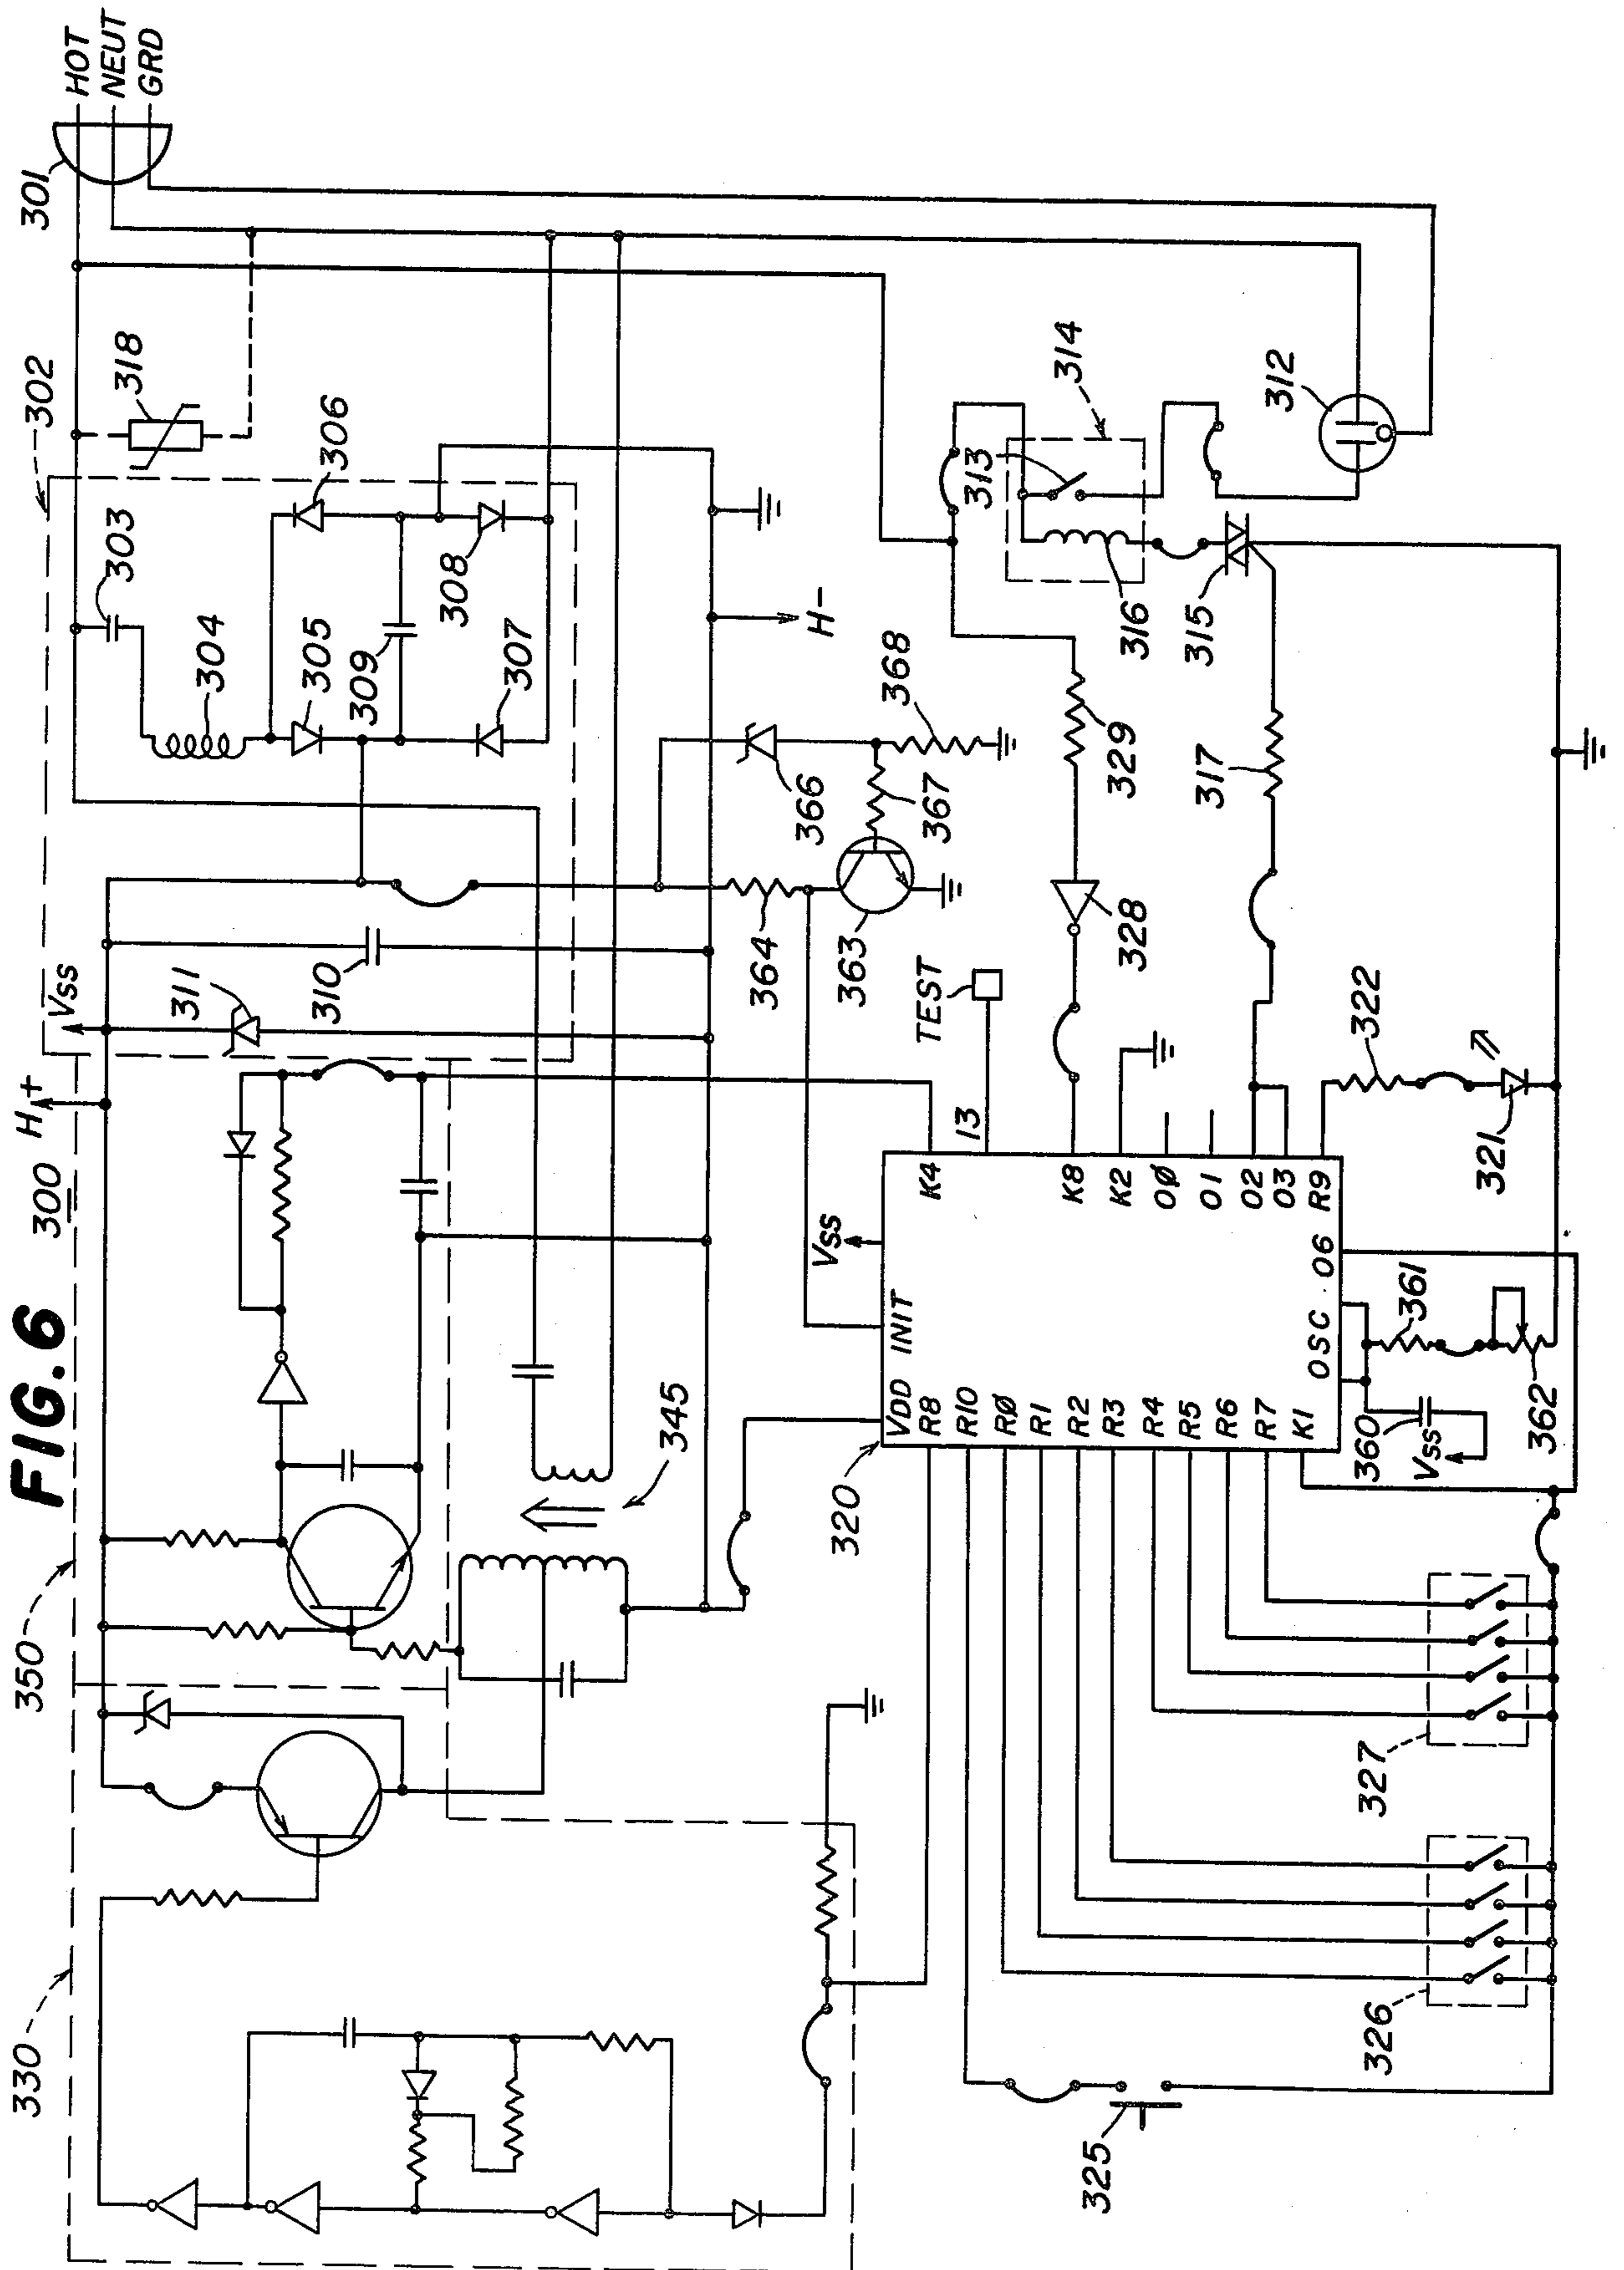 FIG. 6
300
H+
Vss
302
301
HOT
NEUT
GRD
318
303
304
305
306
307
308
309
310
311
H-
350
330
345
364
363
366
367
368
TEST
13
328
329
313
314
316
315
317
312
322
321
320
VDD
INIT
Vss
K4
K8
K2
OØ
O1
O2
O3
R9
O6
OSC
R8
R10
RØ
R1
R2
R3
R4
R5
R6
R7
K1
360
Vss
361
362
325
326
327